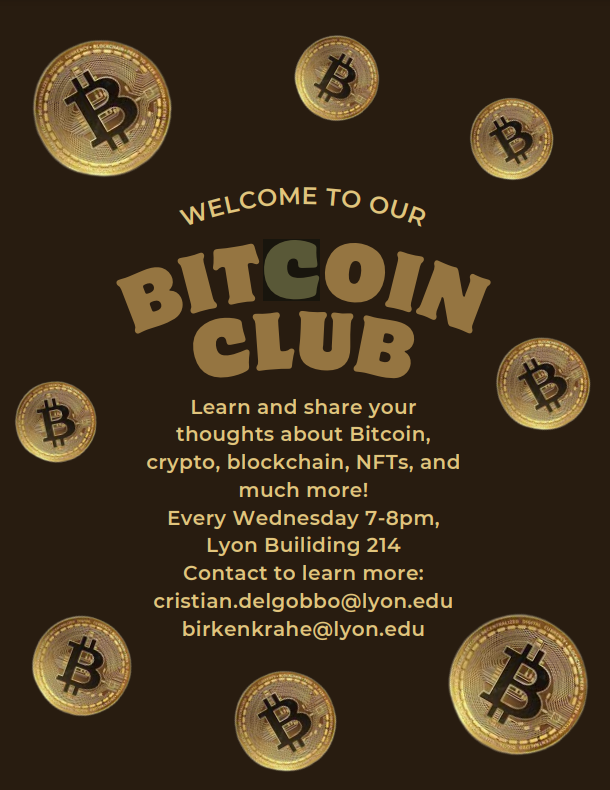 WELCOME TO OUR
BITCOIN
CLUB
Learn and share your
thoughts about Bitcoin,
crypto, blockchain, NFTs, and
much more!
Every Wednesday 7-8pm,
Lyon Builiding 214
Contact to learn more:
cristian.delgobbo@lyon.edu
birkenkrahe@lyon.edu